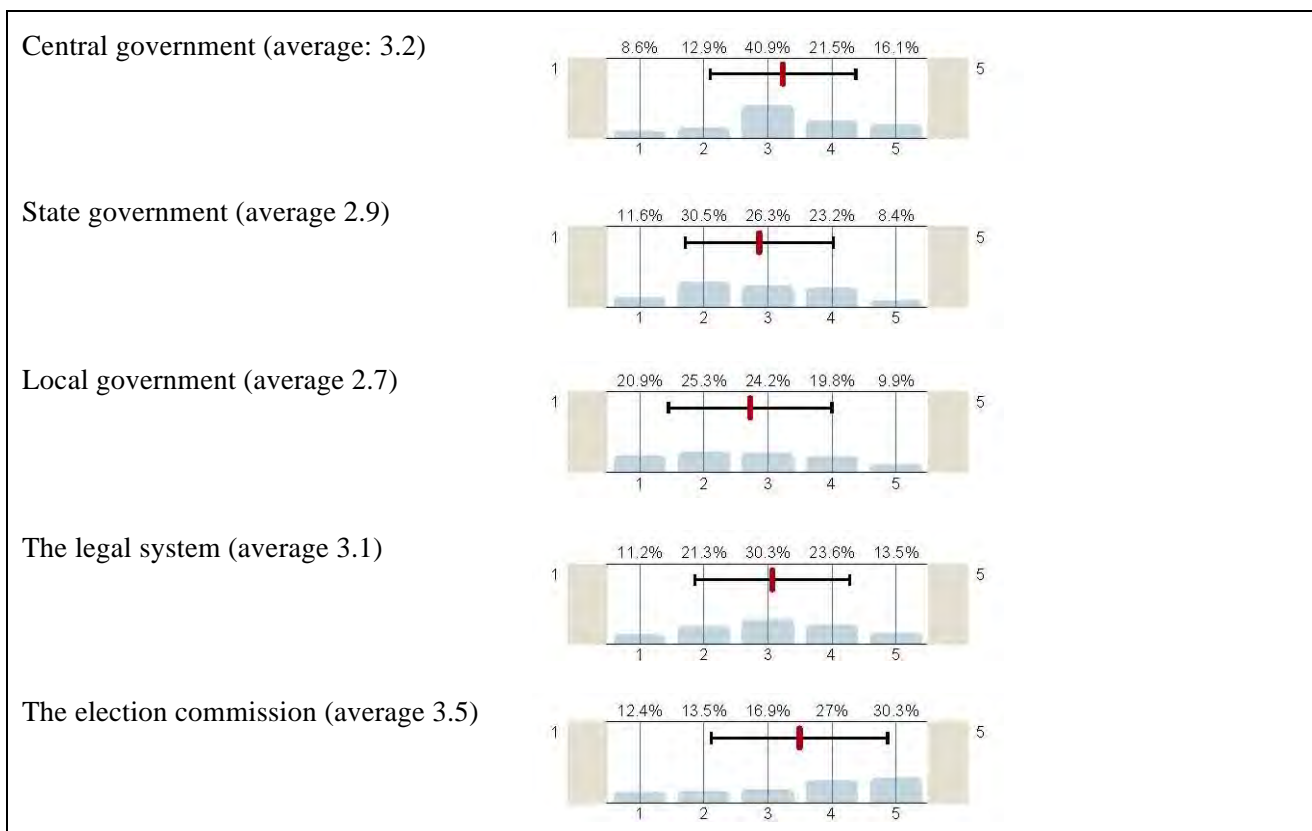 Central government (average: 3.2)
8.6% 12.9% 40.9% 21.5% 16.1%
1 5
1 2 3 4 5
State government (average 2.9)
11.6% 30.5% 26.3% 23.2% 8.4%
1 5
1 2 3 4 5
Local government (average 2.7)
20.9% 25.3% 24.2% 19.8% 9.9%
1 5
1 2 3 4 5
The legal system (average 3.1)
11.2% 21.3% 30.3% 23.6% 13.5%
1 5
1 2 3 4 5
The election commission (average 3.5)
12.4% 13.5% 16.9% 27% 30.3%
1 5
1 2 3 4 5